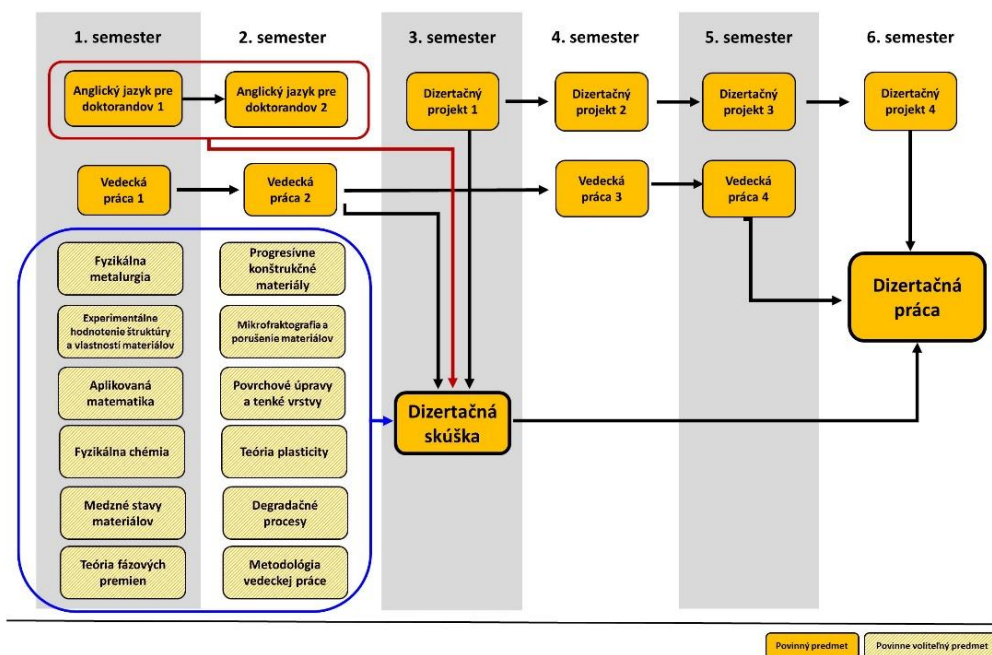 1. semester
2. semester
3. semester
4. semester
5. semester
6. semester
Anglický jazyk pre
doktorandov 1
Anglický jazyk pre
doktorandov 2
Dizertačný
projekt 1
Dizertačný
projekt 2
Dizertačný
projekt 3
Dizertačný
projekt 4
Vedecká
práca 1
Vedecká
práca 2
Vedecká
práca 3
Vedecká
práca 4
Fyzikálna
metalurgia
Progresívne
konštrukčné
materiály
Experimentálne
hodnotenie štruktúry
a vlastností materiálov
Mikrofraktografia a
porušenie materiálov
Aplikovaná
matematika
Povrchové úpravy
a tenké vrstvy
Fyzikálna chémia
Teória plasticity
Medzné stavy
materiálov
Degradačné
procesy
Teória fázových
premien
Metodológia
vedeckej práce
Dizertačná
skúška
Dizertačná
práca
Povinný predmet
Povinne voliteľný predmet